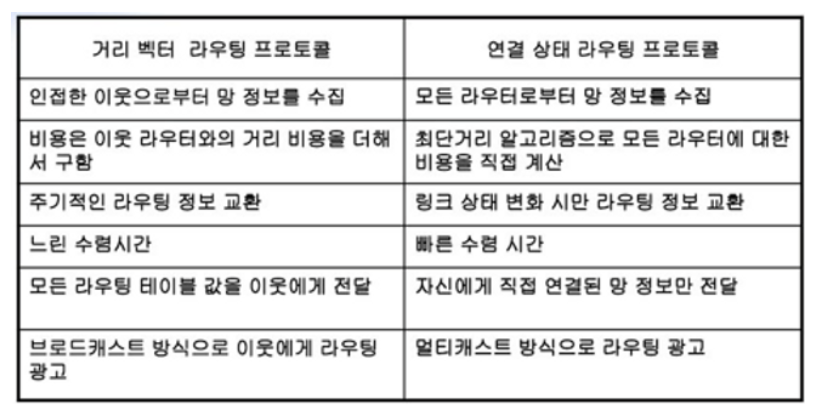 거리 벡터 라우팅 프로토콜
연결 상태 라우팅 프로토콜
인접한 이웃으로부터 망 정보를 수집
모든 라우터로부터 망 정보를 수집
비용은 이웃 라우터와의 거리 비용을 더해
서 구함
최단거리 알고리즘으로 모든 라우터에 대한
비용을 직접 계산
주기적인 라우팅 정보 교환
링크 상태 변화 시만 라우팅 정보 교환
느린 수렴시간
빠른 수렴 시간
모든 라우팅 테이블 값을 이웃에게 전달
자신에게 직접 연결된 망 정보만 전달
브로드캐스트 방식으로 이웃에게 라우팅
광고
멀티캐스트 방식으로 라우팅 광고